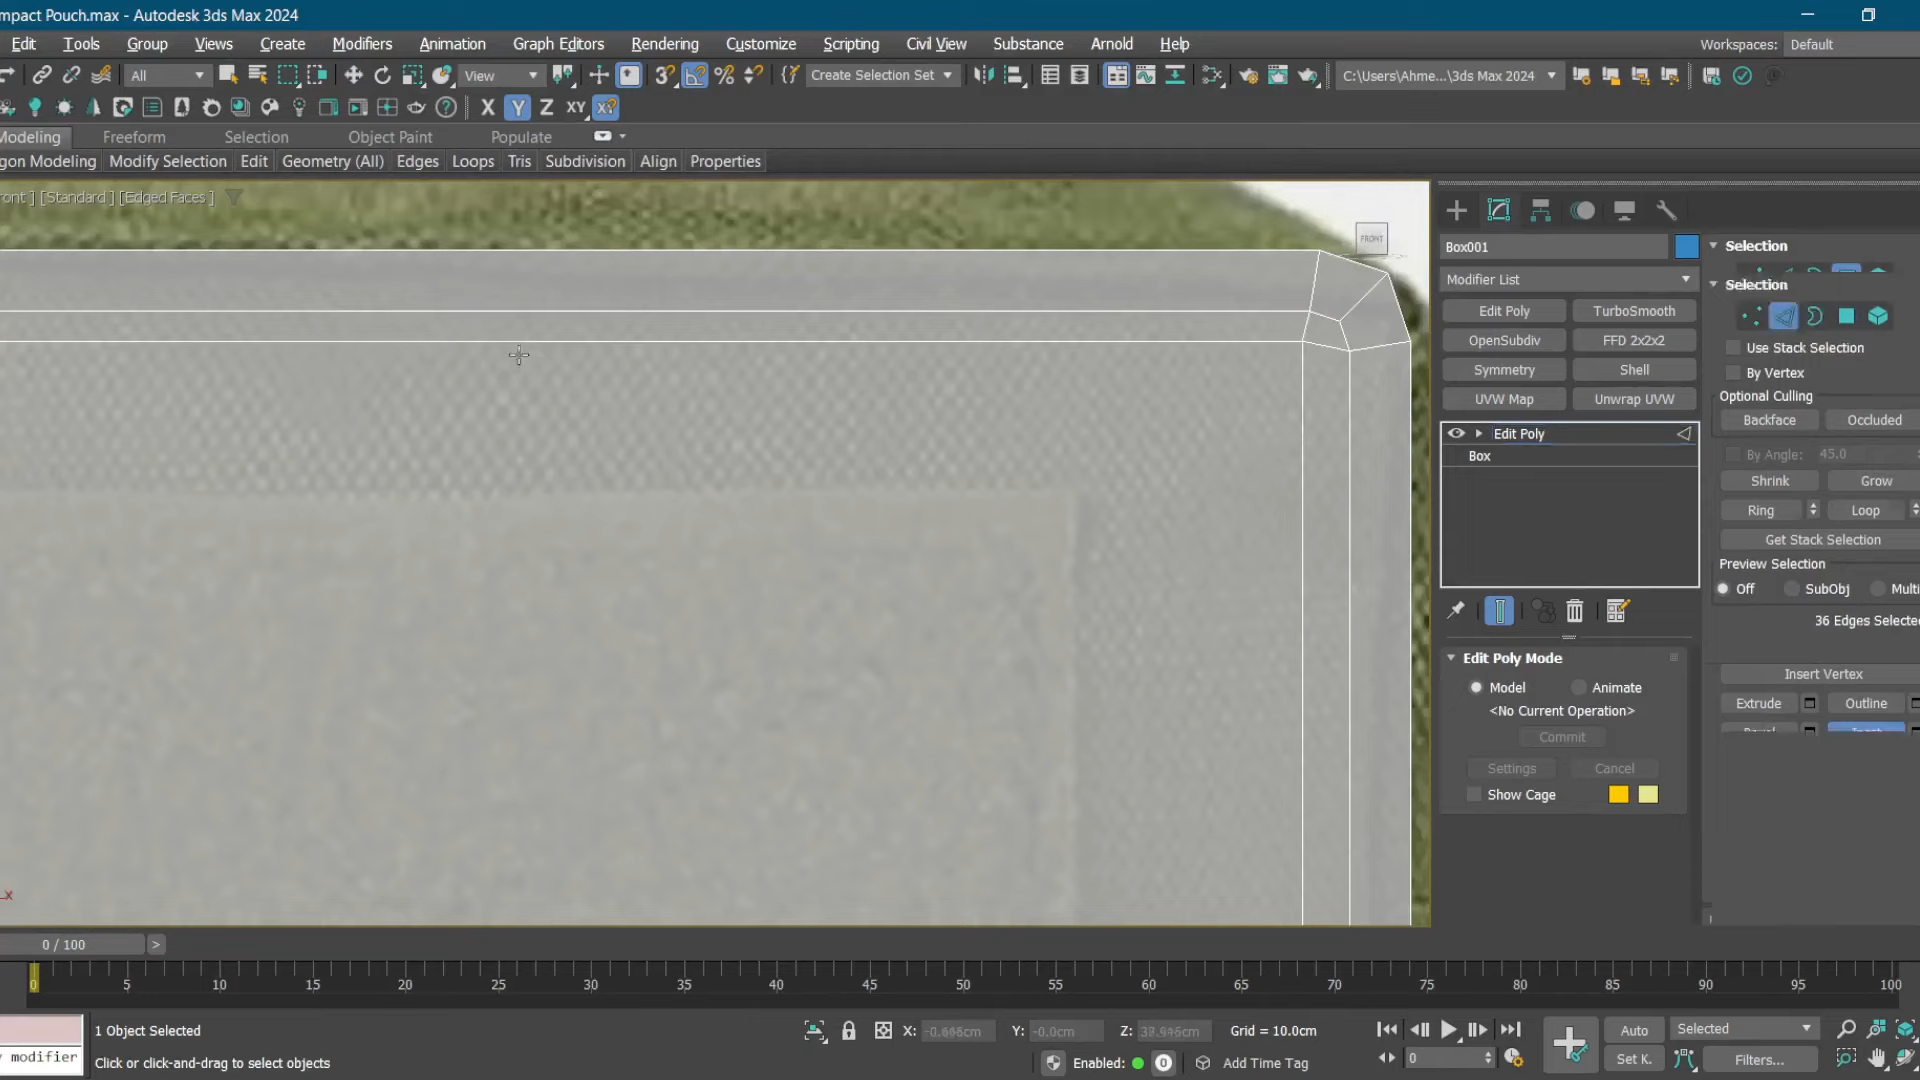 mpact Pouch.max - Autodesk 3ds Max 2024
Edit Tools Group Views Create Modifiers Animation Graph Editors Rendering Customize Scripting Civil View Substance Arnold Help
Workspaces: Default
All View Create Selection Set C:\Users\Ahme...\3ds Max 2024
X Y Z XY
Modeling Freeform Selection Object Paint Populate
gon Modeling Modify Selection Edit Geometry (All) Edges Loops Tris Subdivision Align Properties
ront ] [Standard ] [Edged Faces ]
FRONT
Box001
Modifier List
Edit Poly TurboSmooth
OpenSubdiv FFD 2x2x2
Symmetry Shell
UVW Map Unwrap UVW
Edit Poly
Box
Edit Poly Mode
Model Animate
<No Current Operation>
Commit
Settings Cancel
Show Cage
Selection
Selection
Use Stack Selection
By Vertex
Optional Culling
Backface Occluded
By Angle: 45.0
Shrink Grow
Ring Loop
Get Stack Selection
Preview Selection
Off SubObj Multi
36 Edges Selecte
Insert Vertex
Extrude Outline
x
0 / 100 >
0 5 10 15 20 25 30 35 40 45 50 55 60 65 70 75 80 85 90 95 100
1 Object Selected X: Y: -0.0cm Z: Grid = 10.0cm Auto Selected
y modifier Click or click-and-drag to select objects Enabled: 0 Add Time Tag 0 Set K. Filters...